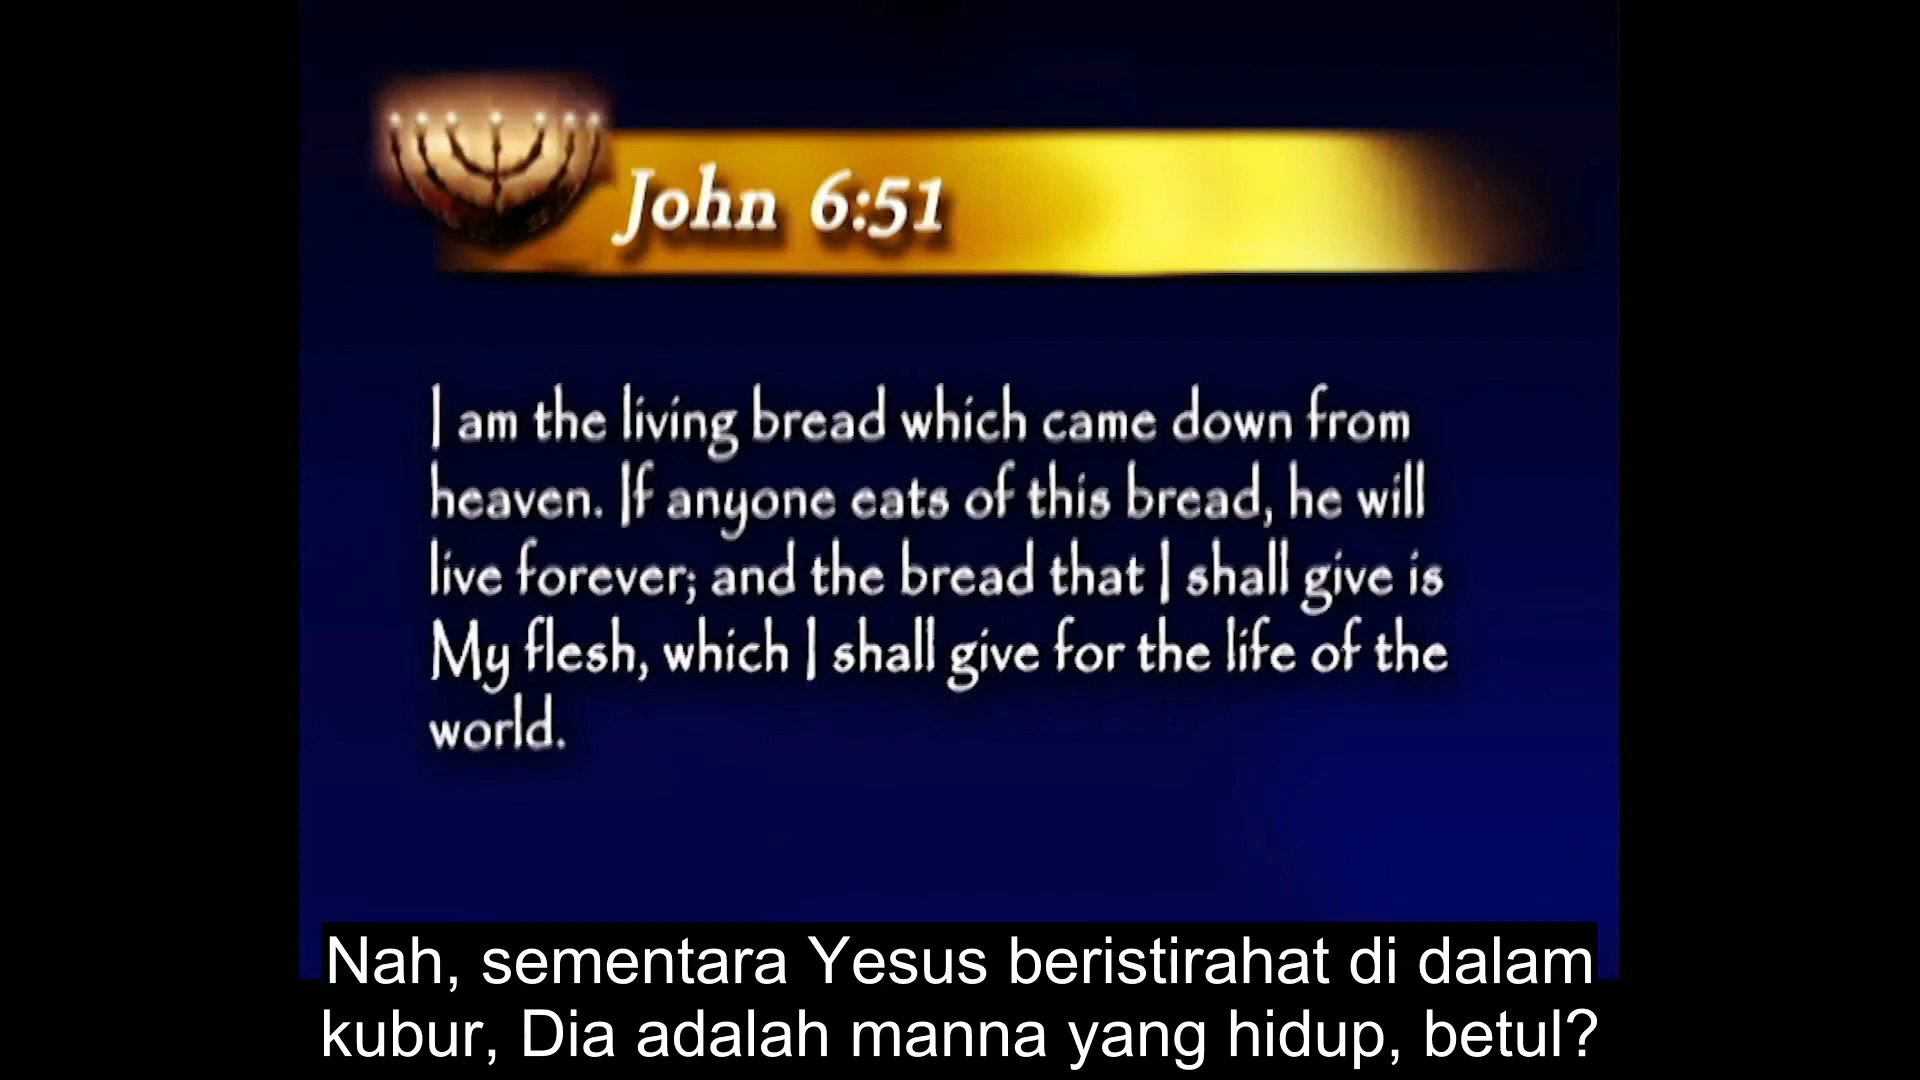 John 6:51
I am the living bread which came down from
heaven. If anyone eats of this bread, he will
live forever; and the bread that I shall give is
My flesh, which I shall give for the life of the
world.
Nah, sementara Yesus beristirahat di dalam
kubur, Dia adalah manna yang hidup, betul?